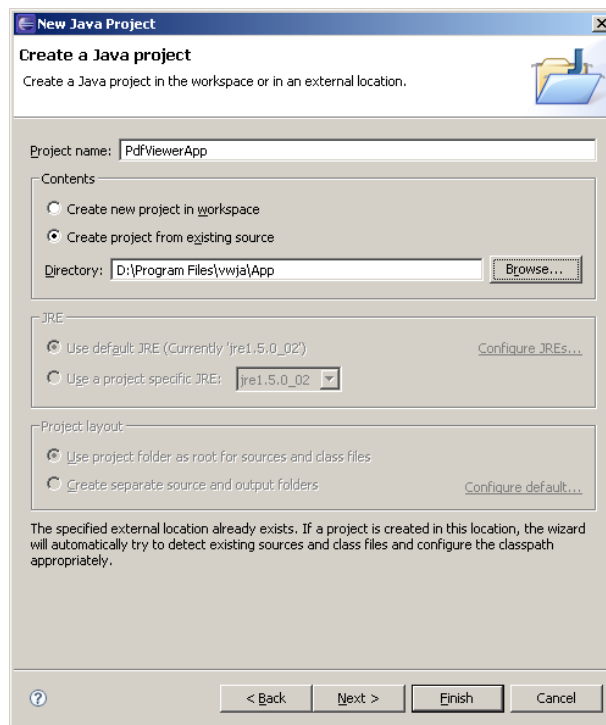 New Java Project
Create a Java project
Create a Java Project in the workspace or in an external location.
Project name: PdfViewerApp
Contents
Create new project in workspace
Create project from existing source
Directory: D:\Program Files\vwja\App Browse...
JRE
Use default JRE (Currently 'jre1.5.0_02') Configure JREs...
Use a project specific JRE: jre1.5.0_02
Project layout
Use project folder as root for sources and class files
Create separate source and output folders Configure default...
The specified external location already exists. If a project is created in this location, the wizard
will automatically try to detect existing sources and class files and configure the classpath
appropriately.
? < Back Next > Finish Cancel